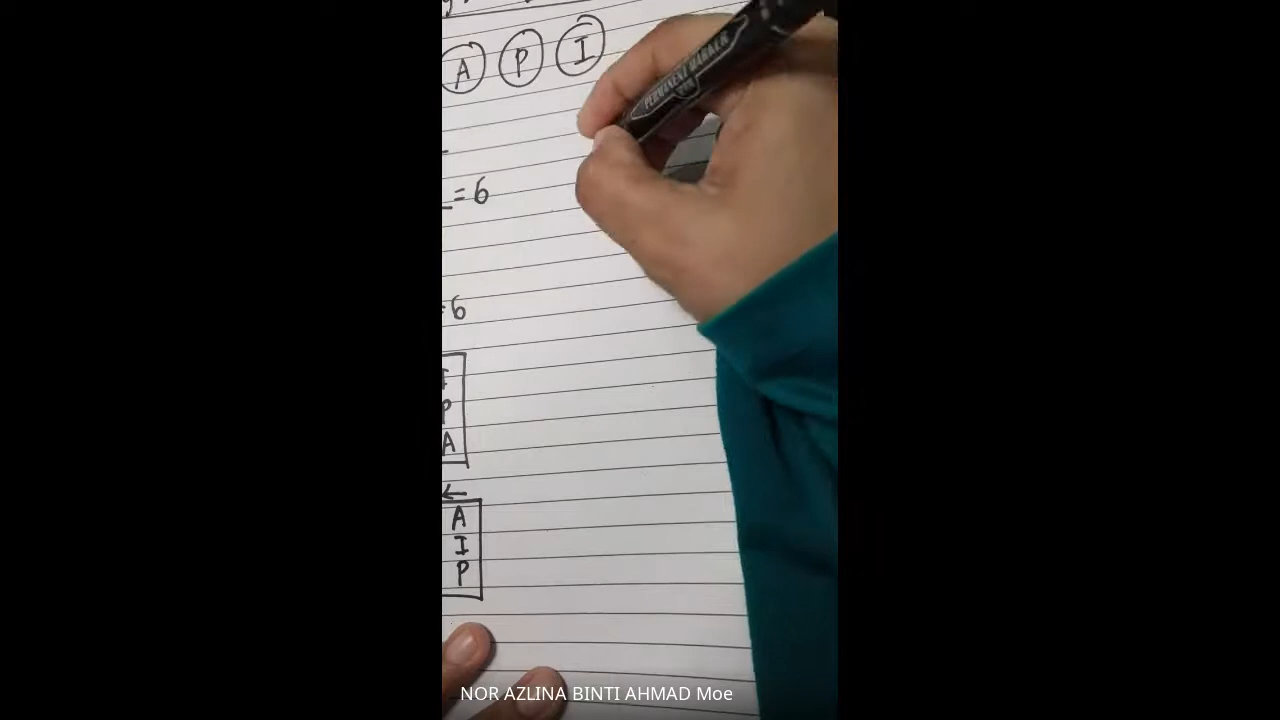 A P I
= 6
= 6
I
P
A
←
A
I
P
PERMANENT MARKER
NOR AZLINA BINTI AHMAD Moe